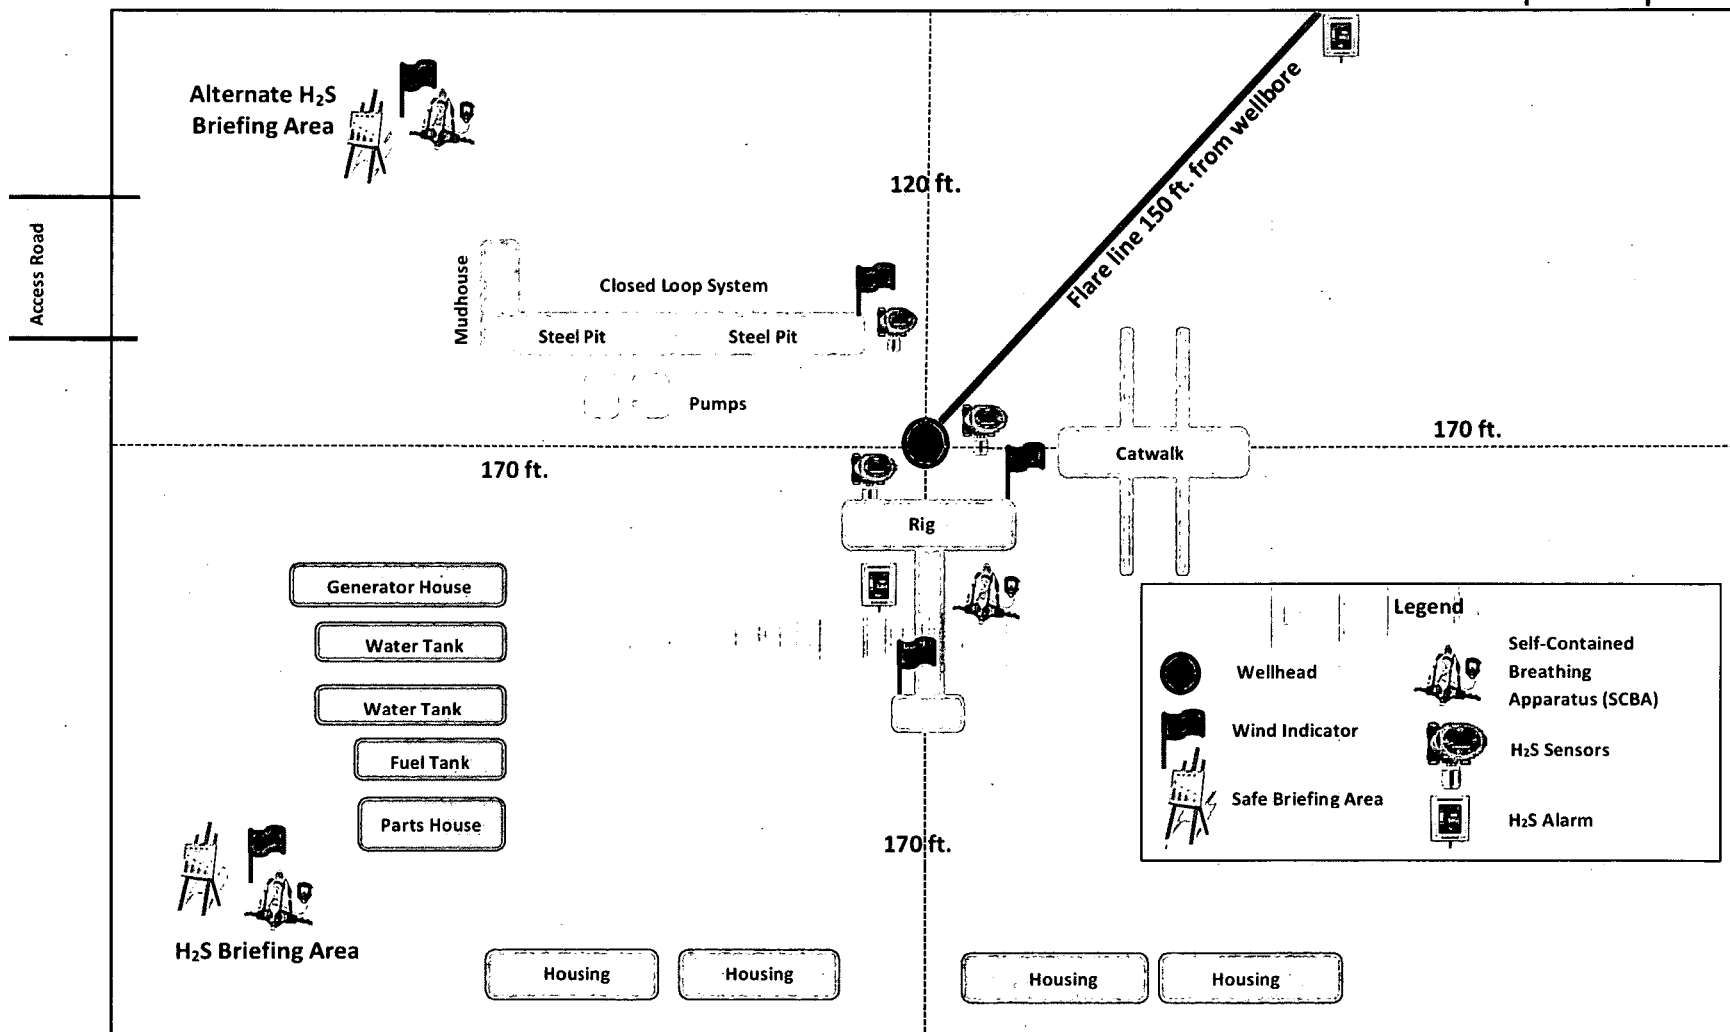 Alternate H₂S
Briefing Area
120 ft.
Flare line 150 ft. from wellbore
Access Road
Mudhouse
Closed Loop System
Steel Pit
Steel Pit
Pumps
170 ft.
170 ft.
Catwalk
Rig
Generator House
Water Tank
Water Tank
Fuel Tank
Parts House
170 ft.
H₂S Briefing Area
Housing
Housing
Housing
Housing
Legend
Wellhead
Wind Indicator
Safe Briefing Area
Self-Contained
Breathing
Apparatus (SCBA)
H₂S Sensors
H₂S Alarm